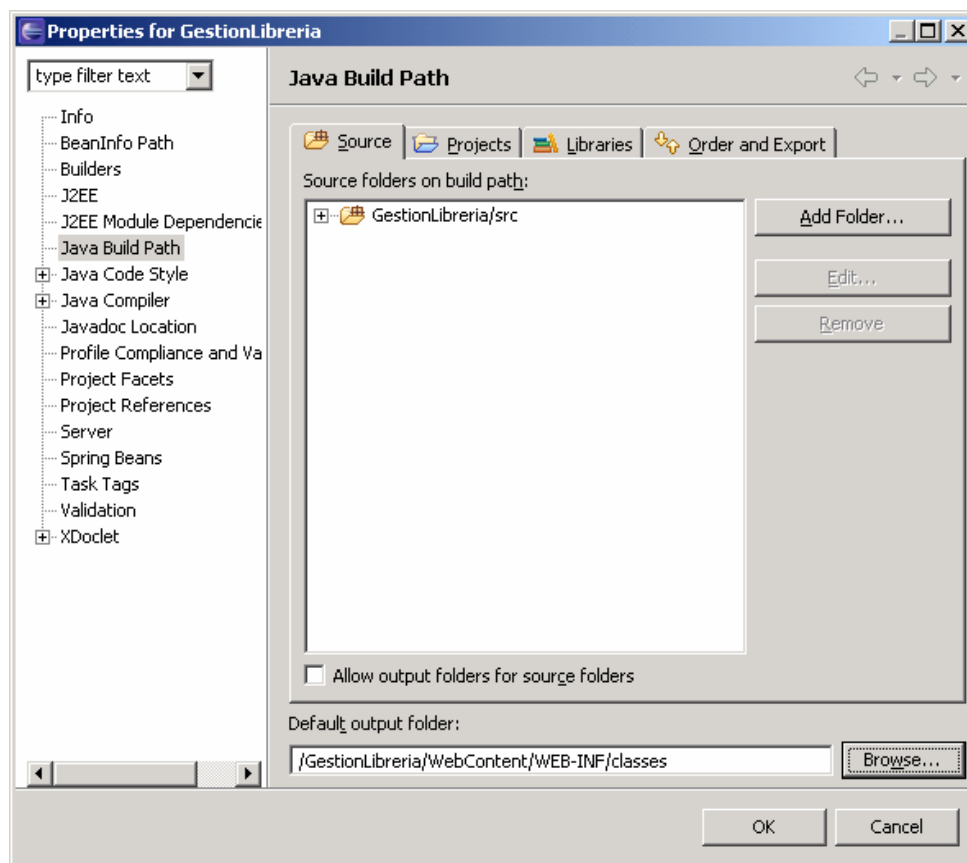 Properties for GestionLibreria
type filter text
Info
BeanInfo Path
Builders
J2EE
J2EE Module Dependencie
Java Build Path
Java Code Style
Java Compiler
Javadoc Location
Profile Compliance and Va
Project Facets
Project References
Server
Spring Beans
Task Tags
Validation
XDoclet
Java Build Path
Source Projects Libraries Order and Export
Source folders on build path:
GestionLibreria/src
Add Folder...
Edit...
Remove
Allow output folders for source folders
Default output folder:
/GestionLibreria/WebContent/WEB-INF/classes
Browse...
OK Cancel